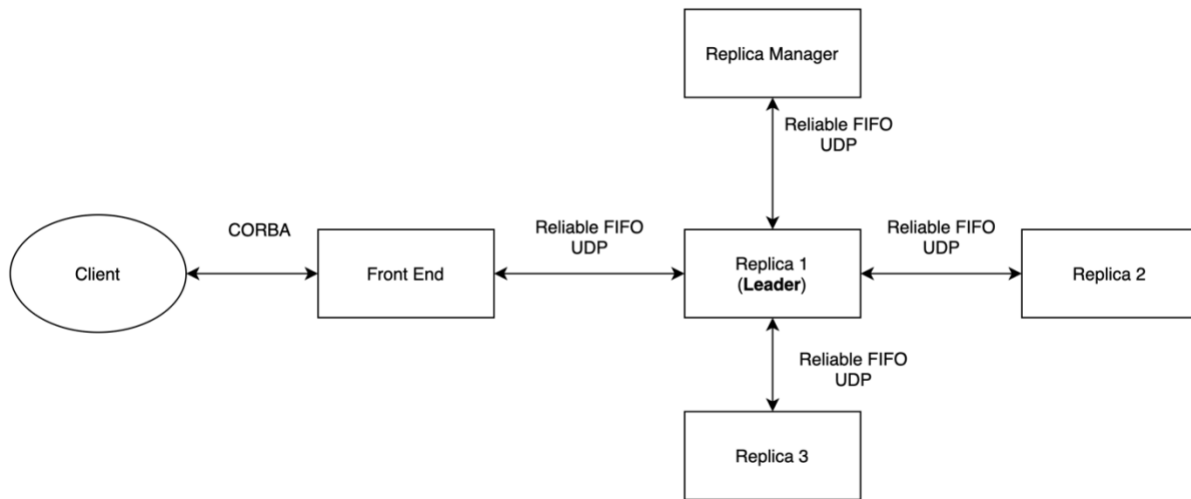 Replica Manager
Reliable FIFO
UDP
CORBA
Reliable FIFO
UDP
Reliable FIFO
UDP
Client
Front End
Replica 1
(Leader)
Replica 2
Reliable FIFO
UDP
Replica 3